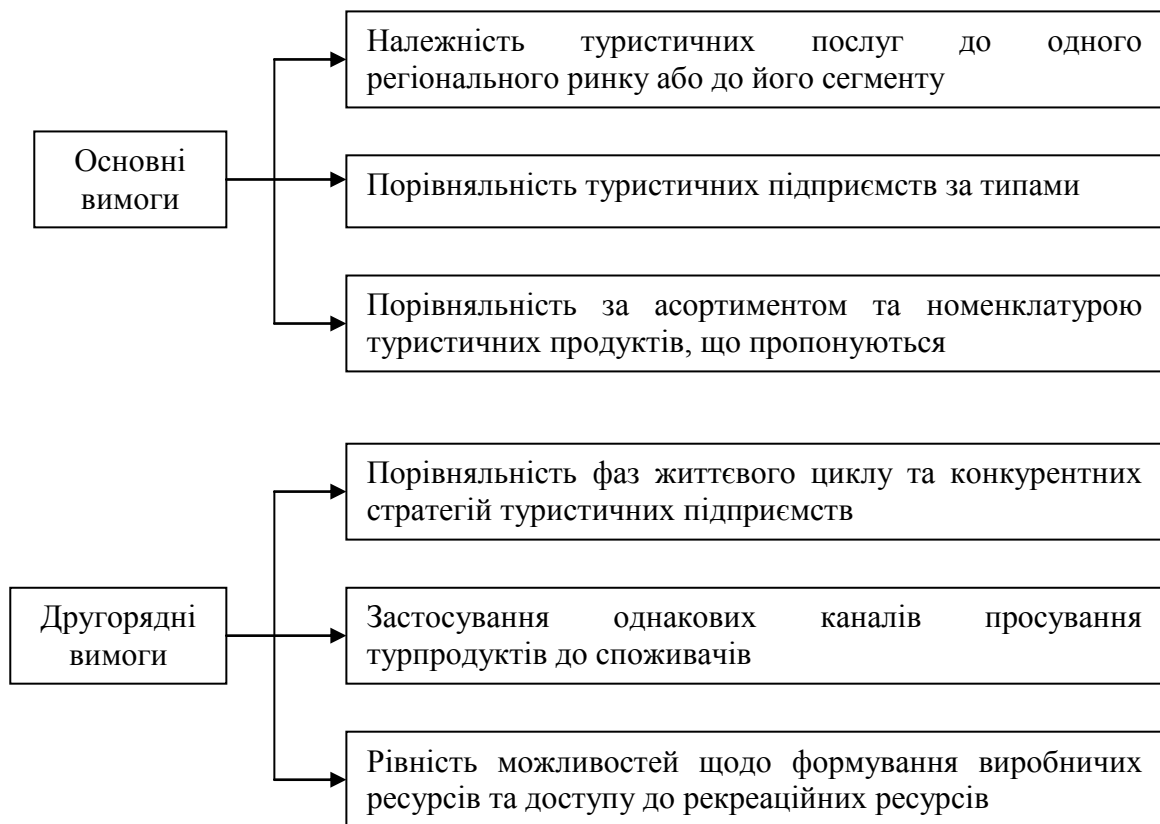 Належність туристичних послуг до одного
регіонального ринку або до його сегменту
Основні
вимоги
Порівняльність туристичних підприємств за типами
Порівняльність за асортиментом та номенклатурою
туристичних продуктів, що пропонуються
Порівняльність фаз життєвого циклу та конкурентних
стратегій туристичних підприємств
Другорядні
вимоги
Застосування однакових каналів просування
турпродуктів до споживачів
Рівність можливостей щодо формування виробничих
ресурсів та доступу до рекреаційних ресурсів